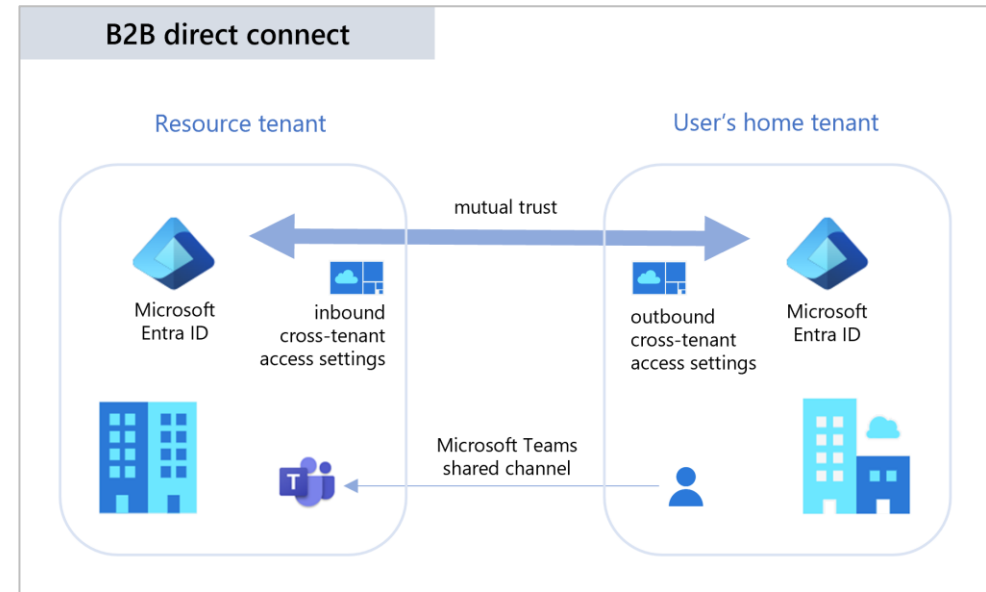 B2B direct connect
Resource tenant
User's home tenant
mutual trust
Microsoft
Entra ID
inbound
cross-tenant
access settings
outbound
cross-tenant
access settings
Microsoft
Entra ID
Microsoft Teams
shared channel
T